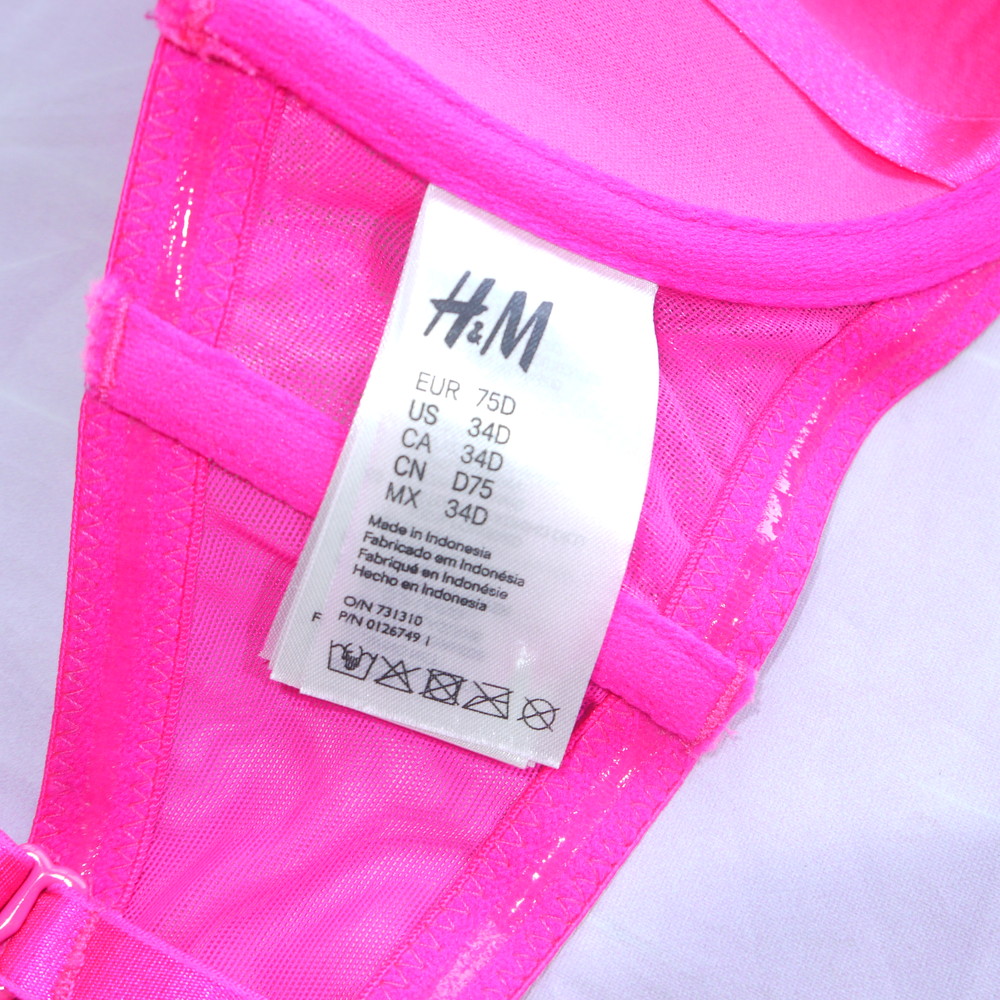 H&M
EUR 75D
US 34D
CA 34D
CN D75
MX 34D
Made in Indonesia
Fabricado em Indonésia
Fabriqué en Indonésie
Hecho en Indonesia
O/N 731310
F P/N 0126749 1